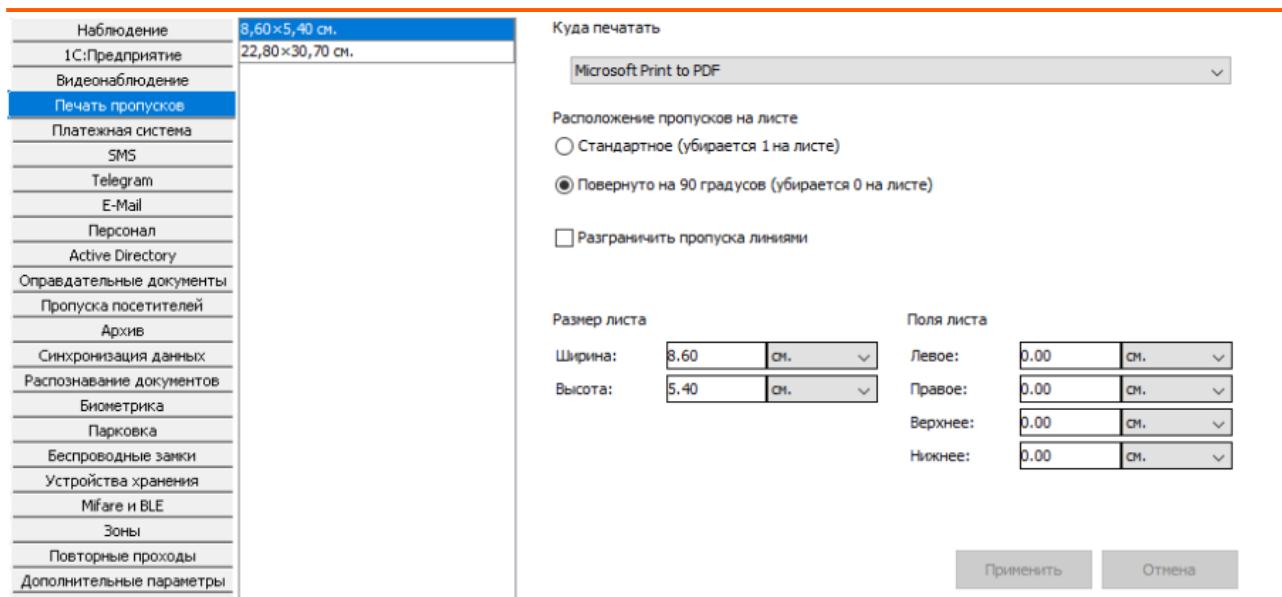 Наблюдение
1С:Предприятие
Видеонаблюдение
Печать пропусков
Платежная система
SMS
Telegram
E-Mail
Персонал
Active Directory
Оправдательные документы
Пропуска посетителей
Архив
Синхронизация данных
Распознавание документов
Биометрика
Парковка
Беспроводные замки
Устройства хранения
Mifare и BLE
Зоны
Повторные проходы
Дополнительные параметры
8,60×5,40 см.
22,80×30,70 см.
Куда печатать
Microsoft Print to PDF
Расположение пропусков на листе
Стандартное (убирается 1 на листе)
Повернуто на 90 градусов (убирается 0 на листе)
Разграничить пропуска линиями
Размер листа
Ширина: 8.60 см.
Высота: 5.40 см.
Поля листа
Левое: 0.00 см.
Правое: 0.00 см.
Верхнее: 0.00 см.
Нижнее: 0.00 см.
Применить Отмена